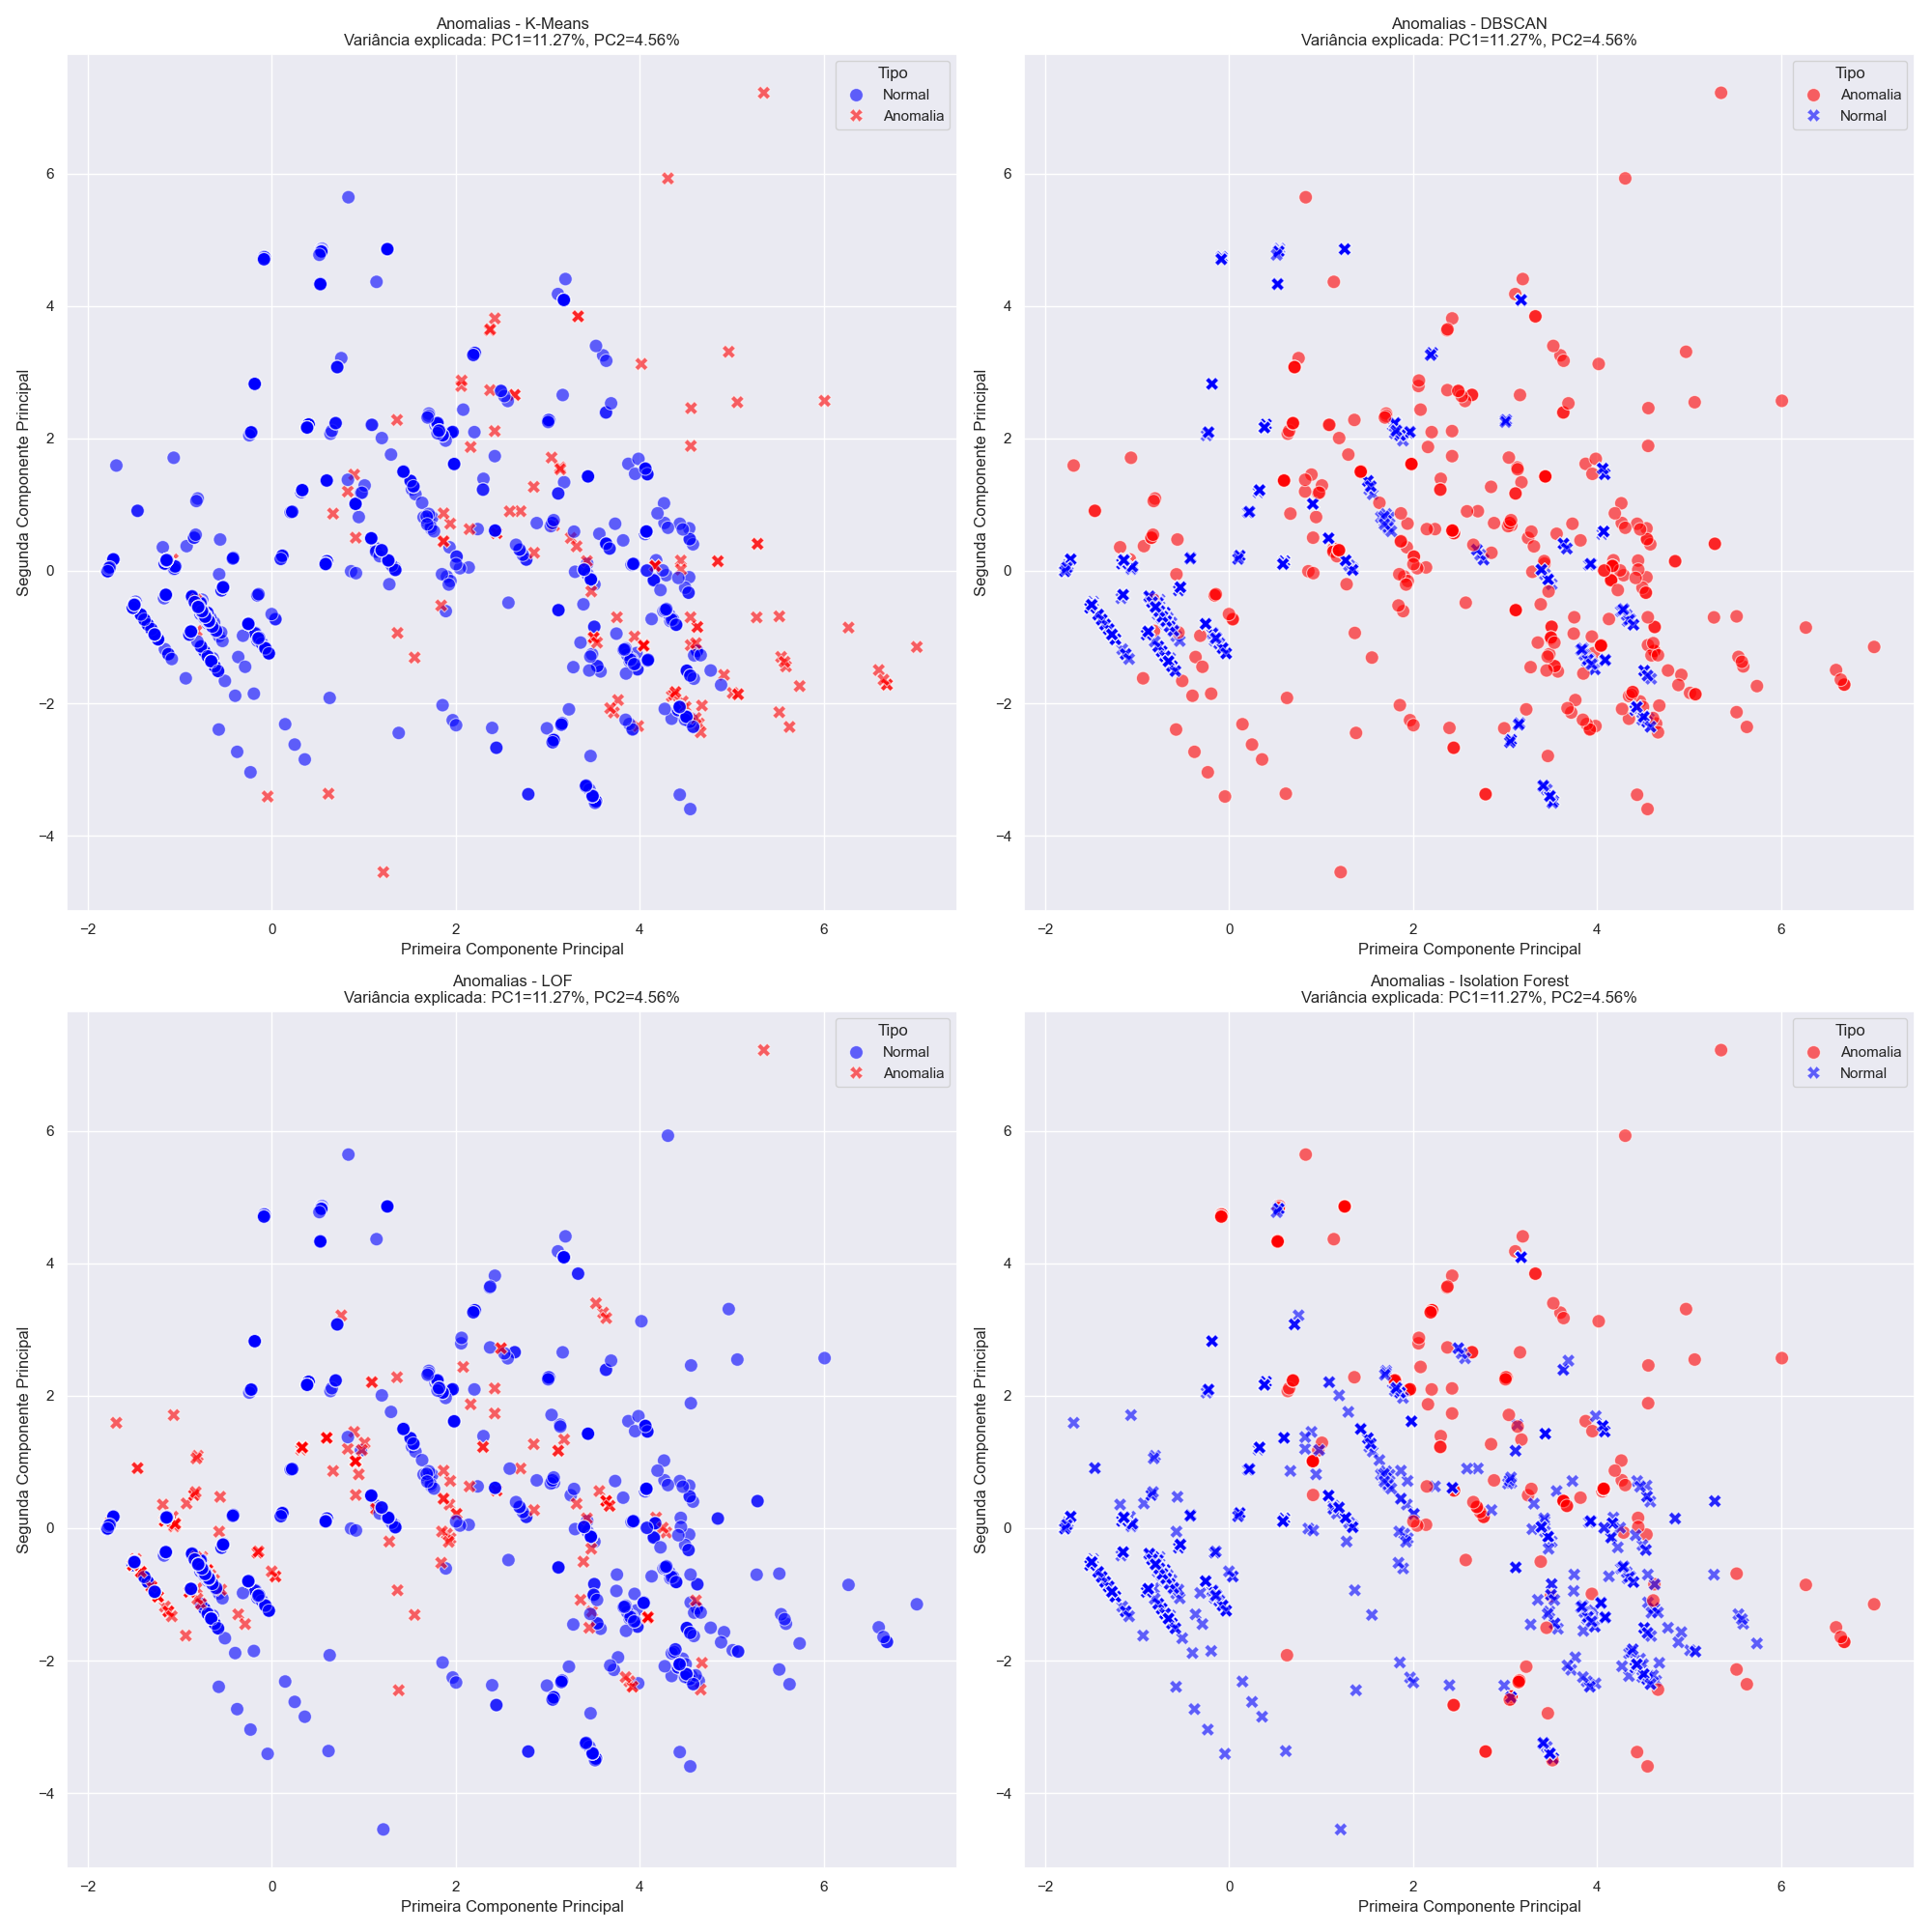 Anomalias - K-Means
Variância explicada: PC1=11.27%, PC2=4.56%
Tipo
Normal
Anomalia
6
4
2
0
−2
−4
Segunda Componente Principal
−2 0 2 4 6
Primeira Componente Principal
Anomalias - DBSCAN
Variância explicada: PC1=11.27%, PC2=4.56%
Tipo
Anomalia
Normal
6
4
2
0
−2
−4
Segunda Componente Principal
−2 0 2 4 6
Primeira Componente Principal
Anomalias - LOF
Variância explicada: PC1=11.27%, PC2=4.56%
Tipo
Normal
Anomalia
6
4
2
0
−2
−4
Segunda Componente Principal
−2 0 2 4 6
Primeira Componente Principal
Anomalias - Isolation Forest
Variância explicada: PC1=11.27%, PC2=4.56%
Tipo
Anomalia
Normal
6
4
2
0
−2
−4
Segunda Componente Principal
−2 0 2 4 6
Primeira Componente Principal